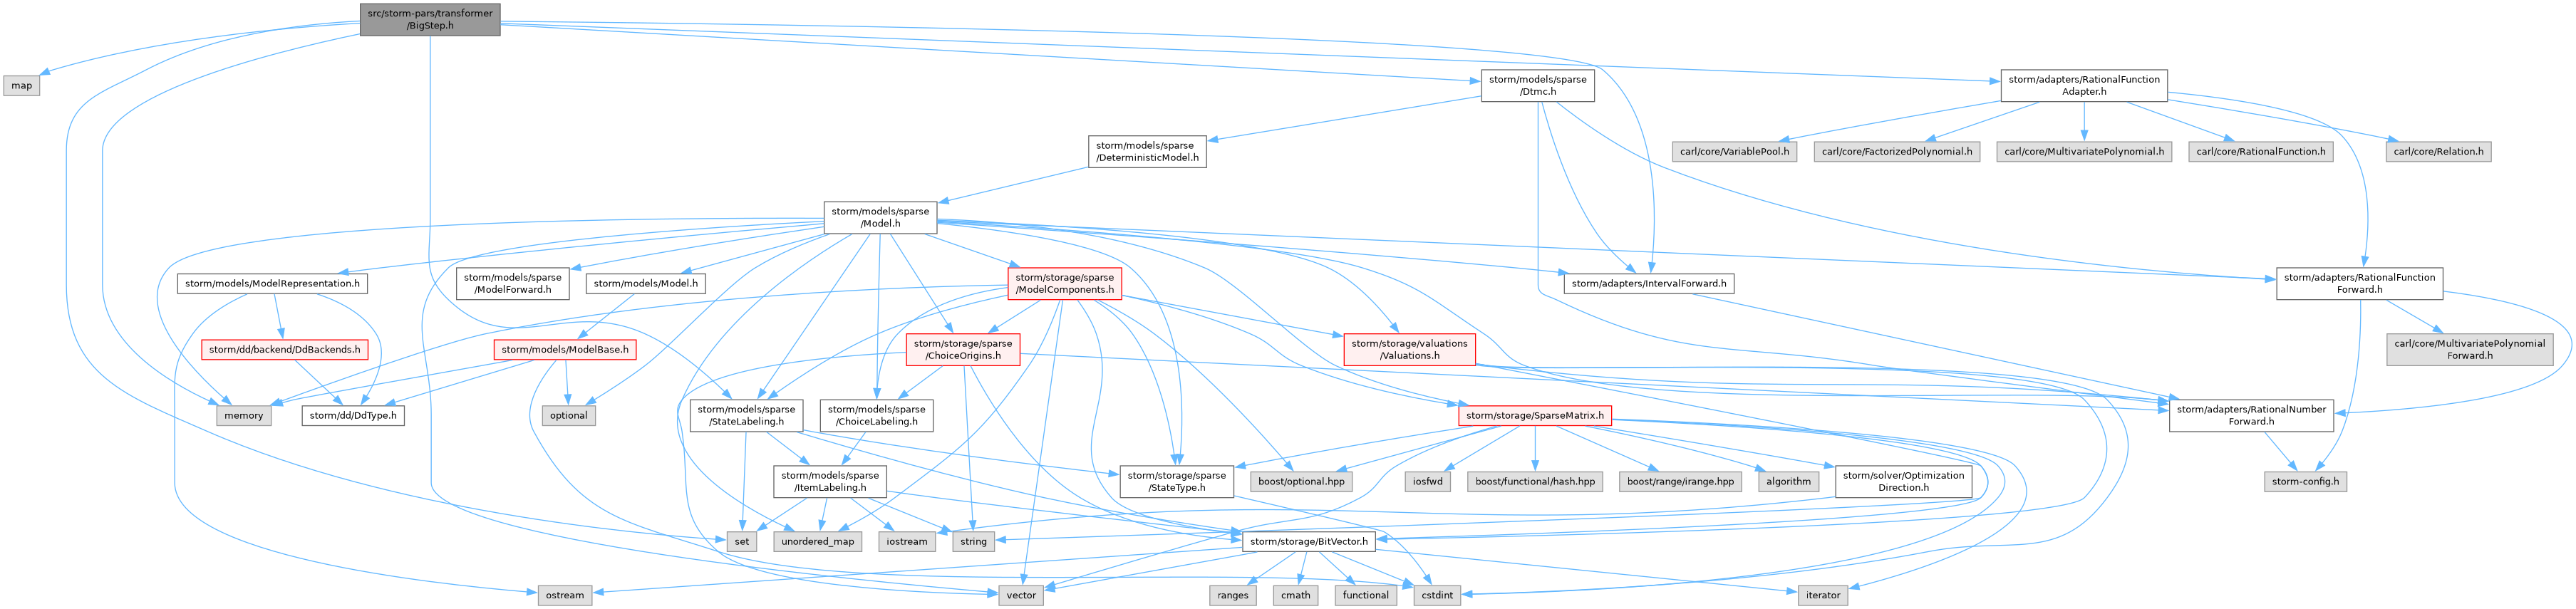 src/storm-pars/transformer
/BigStep.h
map
storm/models/sparse
/Dtmc.h
storm/adapters/RationalFunction
Adapter.h
storm/models/sparse
/DeterministicModel.h
carl/core/VariablePool.h
carl/core/FactorizedPolynomial.h
carl/core/MultivariatePolynomial.h
carl/core/RationalFunction.h
carl/core/Relation.h
storm/models/sparse
/Model.h
storm/models/ModelRepresentation.h
storm/models/sparse
/ModelForward.h
storm/models/Model.h
storm/storage/sparse
/ModelComponents.h
storm/adapters/IntervalForward.h
storm/adapters/RationalFunction
Forward.h
storm/dd/backend/DdBackends.h
storm/models/ModelBase.h
storm/storage/sparse
/ChoiceOrigins.h
storm/storage/valuations
/Valuations.h
carl/core/MultivariatePolynomial
Forward.h
memory
storm/dd/DdType.h
optional
storm/models/sparse
/StateLabeling.h
storm/models/sparse
/ChoiceLabeling.h
storm/storage/SparseMatrix.h
storm/adapters/RationalNumber
Forward.h
storm/models/sparse
/ItemLabeling.h
storm/storage/sparse
/StateType.h
boost/optional.hpp
iosfwd
boost/functional/hash.hpp
boost/range/irange.hpp
algorithm
storm/solver/Optimization
Direction.h
storm-config.h
set
unordered_map
iostream
string
storm/storage/BitVector.h
ostream
vector
ranges
cmath
functional
cstdint
iterator